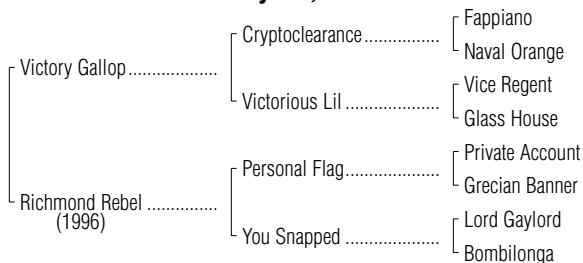 Fappiano
Cryptoclearance.................
Naval Orange
Victory Gallop...................
Vice Regent
Victorious Lil .....................
Glass House
Private Account
Personal Flag.....................
Grecian Banner
Richmond Rebel ...............
(1996)
Lord Gaylord
You Snapped .....................
Bombilonga